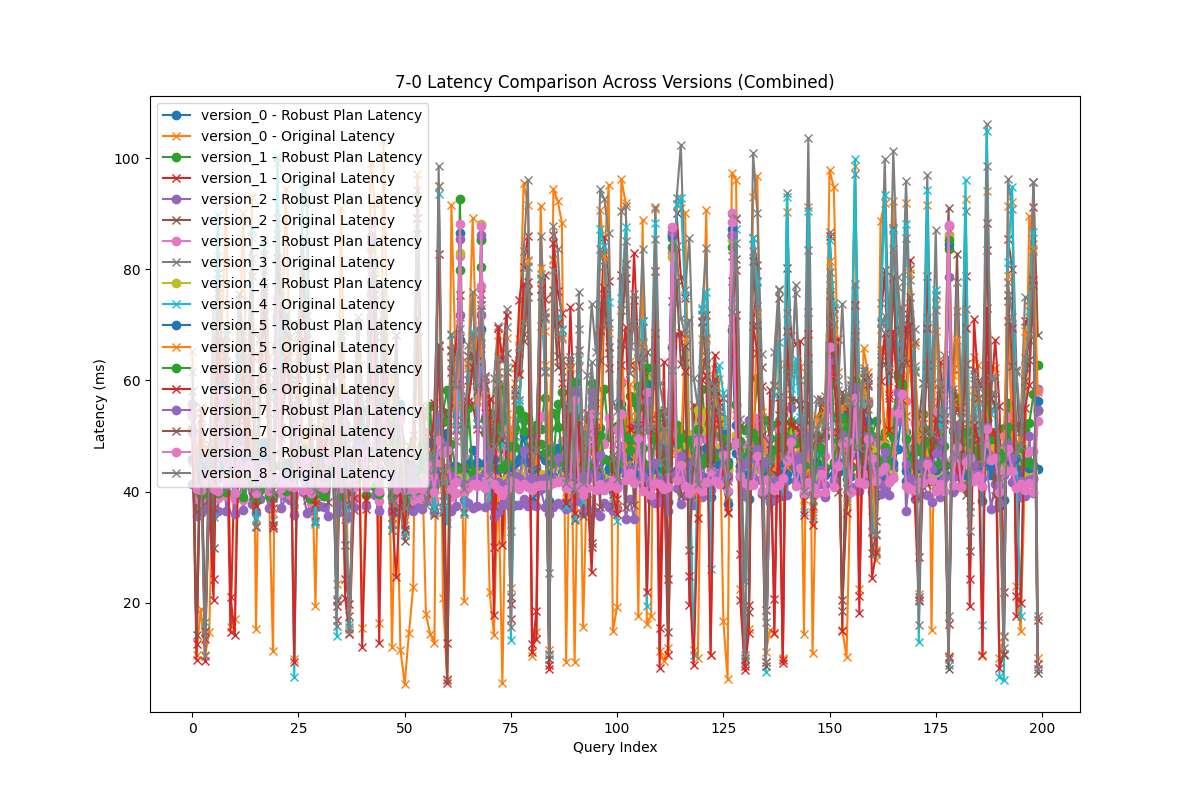 7-0 Latency Comparison Across Versions (Combined)
version_0 - Robust Plan Latency
version_0 - Original Latency
version_1 - Robust Plan Latency
version_1 - Original Latency
version_2 - Robust Plan Latency
version_2 - Original Latency
version_3 - Robust Plan Latency
version_3 - Original Latency
version_4 - Robust Plan Latency
version_4 - Original Latency
version_5 - Robust Plan Latency
version_5 - Original Latency
version_6 - Robust Plan Latency
version_6 - Original Latency
version_7 - Robust Plan Latency
version_7 - Original Latency
version_8 - Robust Plan Latency
version_8 - Original Latency
100
80
60
40
20
Latency (ms)
0 25 50 75 100 125 150 175 200
Query Index